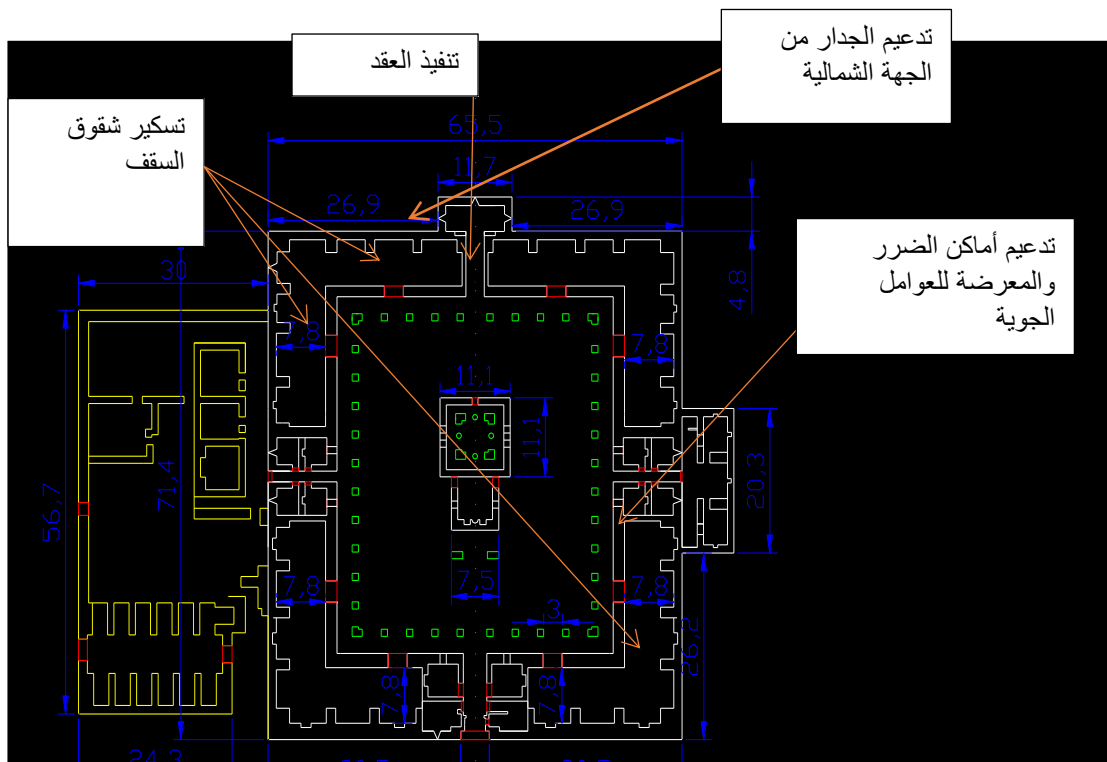 تدعيم الجدار من
الجهة الشمالية
تنفيذ العقد
تسكير شقوق
السقف
تدعيم أماكن الضرر
والمعرضة للعوامل
الجوية
65,5
11,7
26,9
26,9
4,8
30
7,8
7,8
11,1
11,1
20,3
71,4
56,7
7,8
7,5
7,8
3
26,2
7,8
7,8
24,3